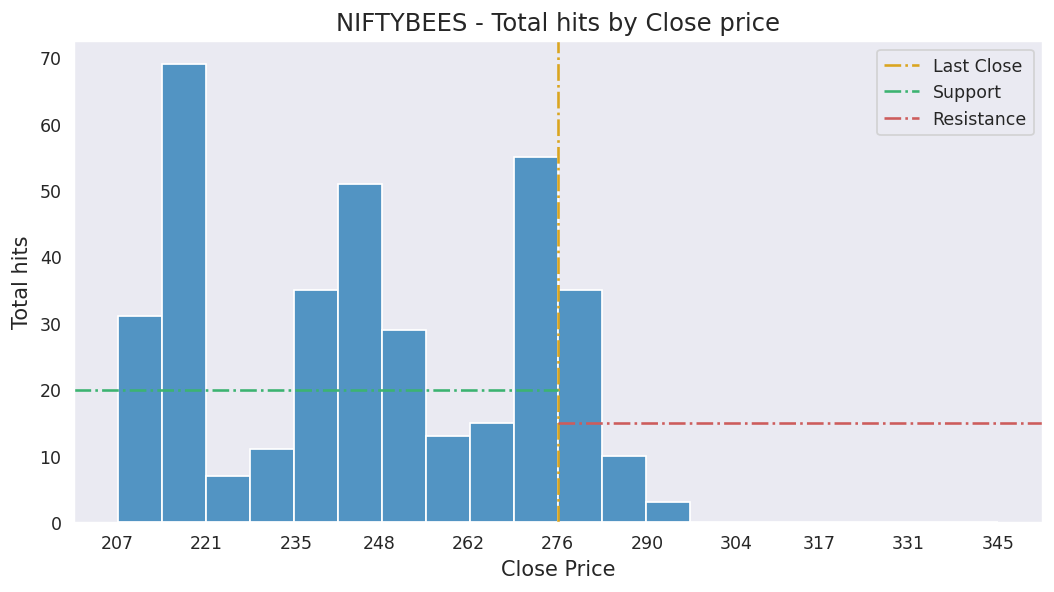 NIFTYBEES - Total hits by Close price
Last Close
Support
Resistance
Total hits
70
60
50
40
30
20
10
0
207 221 235 248 262 276 290 304 317 331 345
Close Price